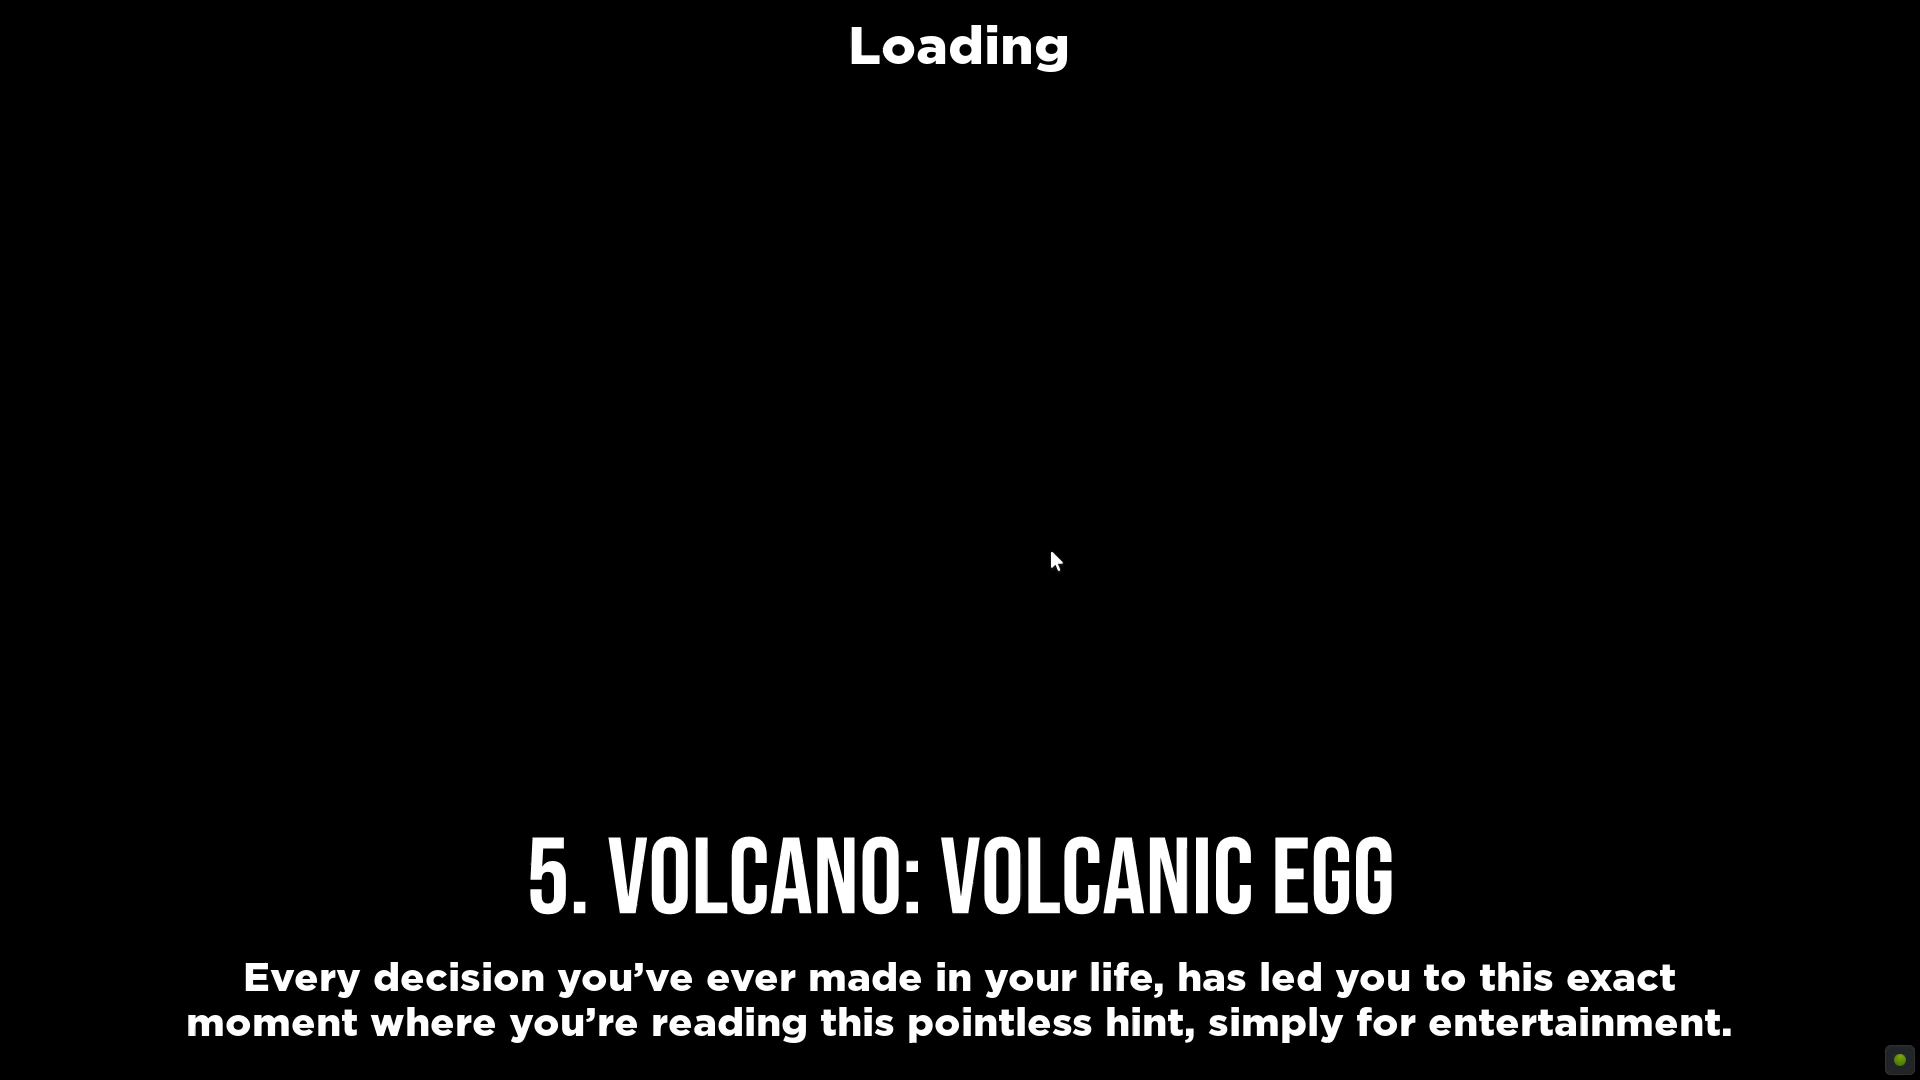 Loading
5. VOLCANO: VOLCANIC EGG
Every decision you’ve ever made in your life, has led you to this exact
moment where you’re reading this pointless hint, simply for entertainment.